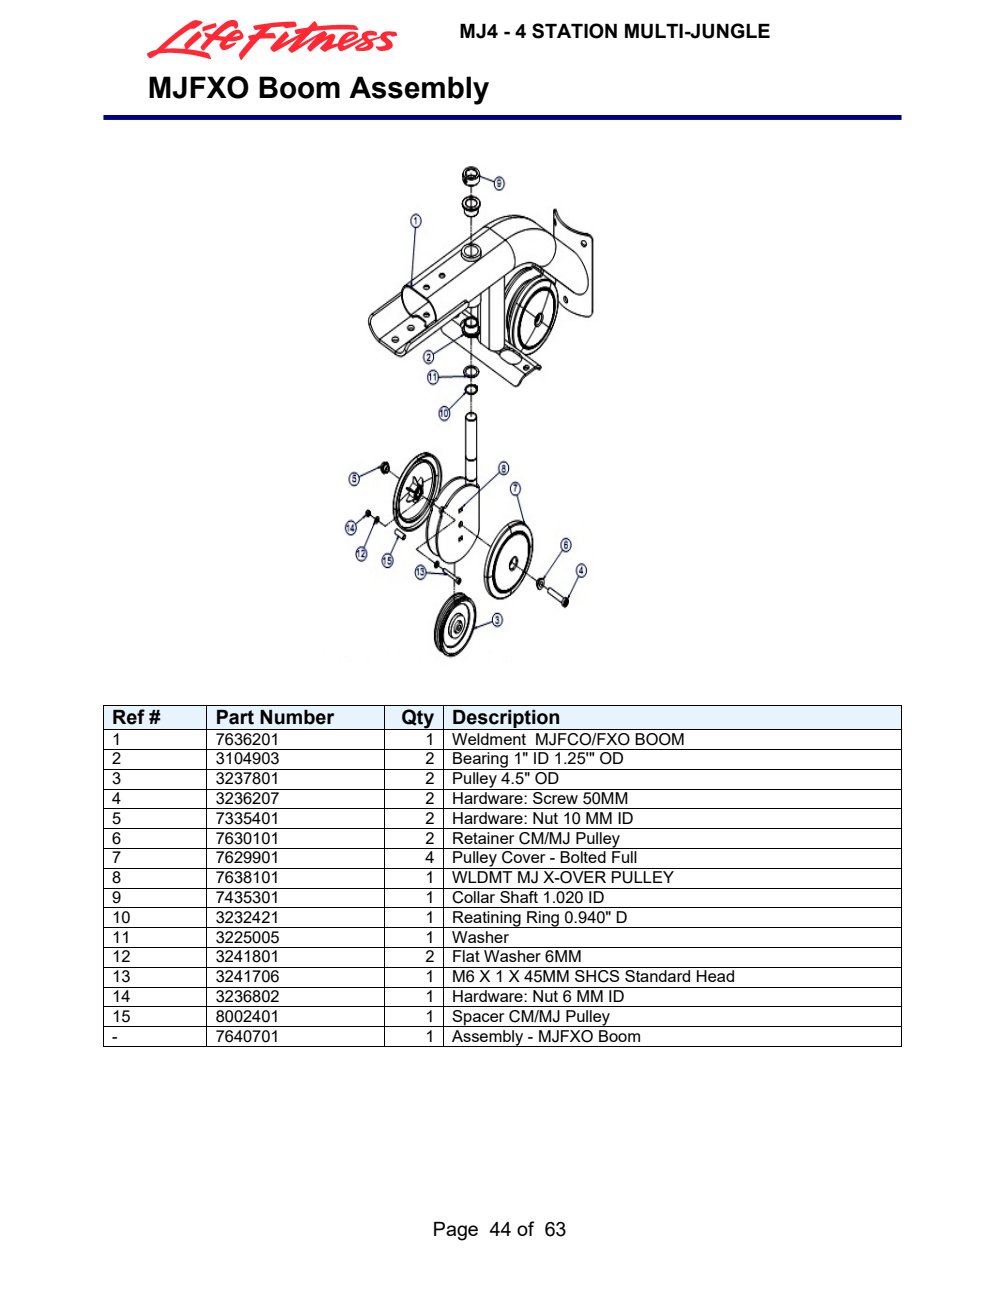 Life Fitness
MJ4 - 4 STATION MULTI-JUNGLE
MJFXO Boom Assembly
9
1
2
11
10
8
5
7
14
6
12
15
13
4
3
Ref # Part Number Qty Description
1 7636201 1 Weldment MJFCO/FXO BOOM
2 3104903 2 Bearing 1" ID 1.25'" OD
3 3237801 2 Pulley 4.5" OD
4 3236207 2 Hardware: Screw 50MM
5 7335401 2 Hardware: Nut 10 MM ID
6 7630101 2 Retainer CM/MJ Pulley
7 7629901 4 Pulley Cover - Bolted Full
8 7638101 1 WLDMT MJ X-OVER PULLEY
9 7435301 1 Collar Shaft 1.020 ID
10 3232421 1 Reatining Ring 0.940" D
11 3225005 1 Washer
12 3241801 2 Flat Washer 6MM
13 3241706 1 M6 X 1 X 45MM SHCS Standard Head
14 3236802 1 Hardware: Nut 6 MM ID
15 8002401 1 Spacer CM/MJ Pulley
- 7640701 1 Assembly - MJFXO Boom
Page 44 of 63